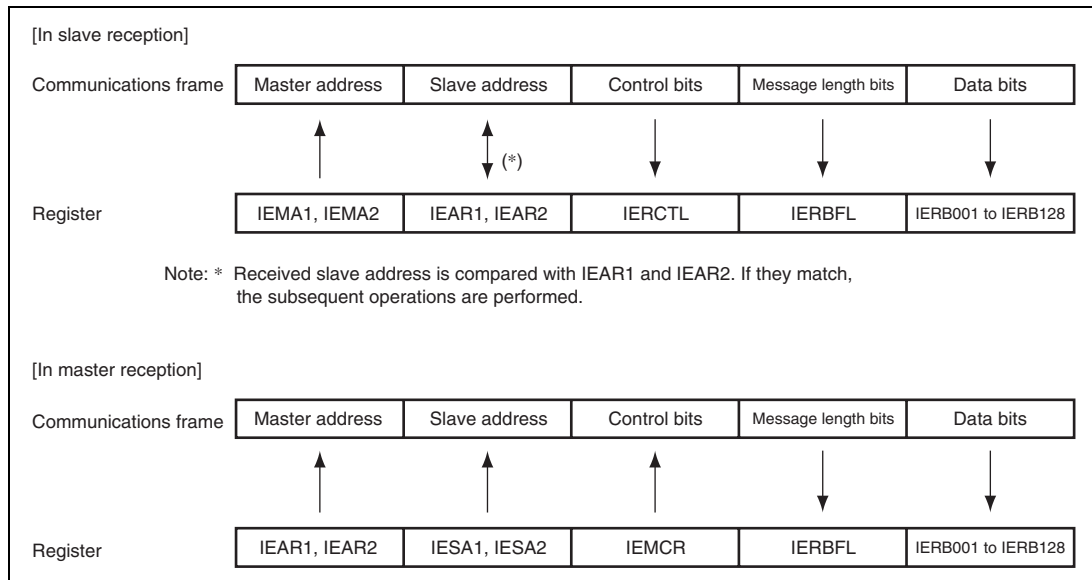 [In slave reception]
Communications frame Master address Slave address Control bits Message length bits Data bits
(*)
Register IEMA1, IEMA2 IEAR1, IEAR2 IERCTL IERBFL IERB001 to IERB128
Note: * Received slave address is compared with IEAR1 and IEAR2. If they match,
the subsequent operations are performed.
[In master reception]
Communications frame Master address Slave address Control bits Message length bits Data bits
Register IEAR1, IEAR2 IESA1, IESA2 IEMCR IERBFL IERB001 to IERB128